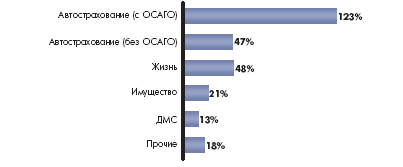 Автострахование (с ОСАГО) 123%
Автострахование (без ОСАГО) 47%
Жизнь 48%
Имущество 21%
ДМС 13%
Прочие 18%